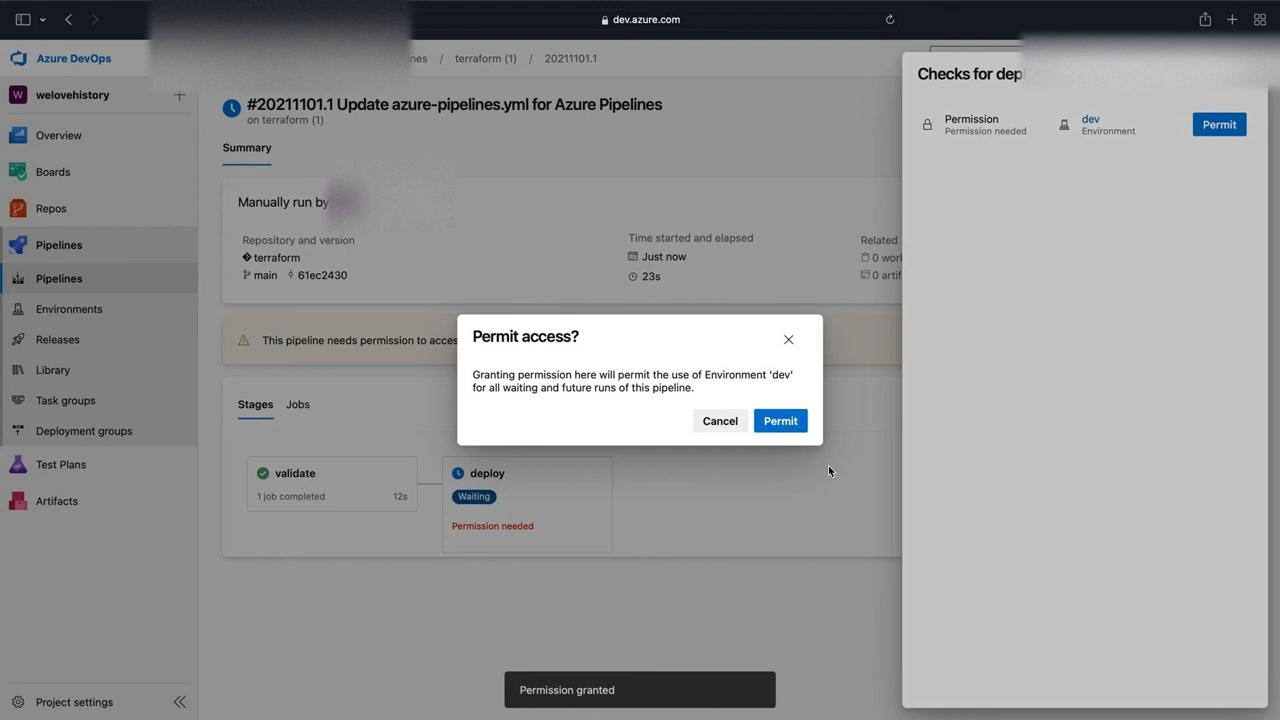 dev.azure.com
Azure DevOps
nes / terraform (1) / 20211101.1
W welovehistory
Overview
Boards
Repos
Pipelines
Pipelines
Environments
Releases
Library
Task groups
Deployment groups
Test Plans
Artifacts
Project settings
#20211101.1 Update azure-pipelines.yml for Azure Pipelines
on terraform (1)
Summary
Manually run by
Repository and version
terraform
main 61ec2430
Time started and elapsed
Just now
23s
Related
0 work
0 artif
This pipeline needs permission to acces
Stages Jobs
validate
1 job completed 12s
deploy
Waiting
Permission needed
Permit access?
Granting permission here will permit the use of Environment 'dev'
for all waiting and future runs of this pipeline.
Cancel Permit
Permission granted
Checks for dep
Permission
Permission needed
dev
Environment
Permit